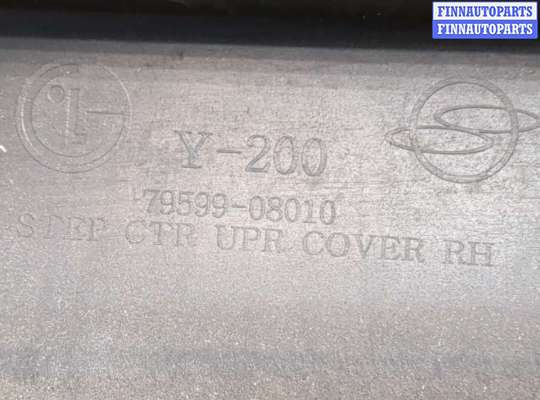 FINNAUTOPARTS
FINNAUTOPARTS
Y-200
79599-08010
STEP CTR UPR COVER RH